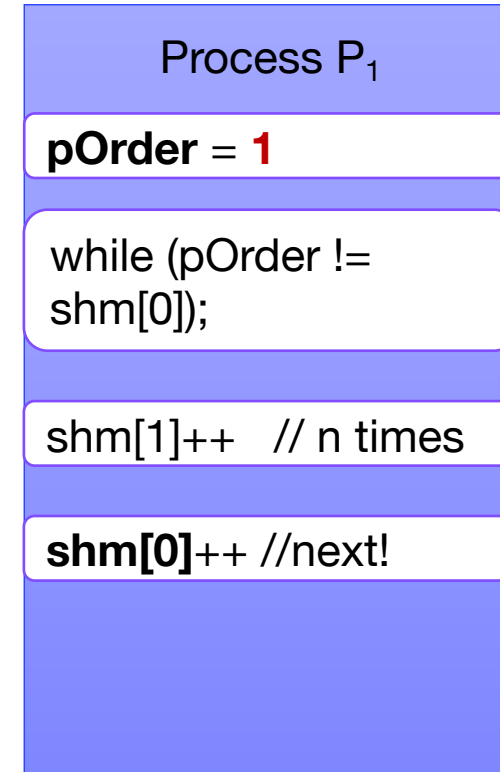 Process P₁
pOrder = 1
while (pOrder !=
shm[0]);
shm[1]++ // n times
shm[0]++ //next!